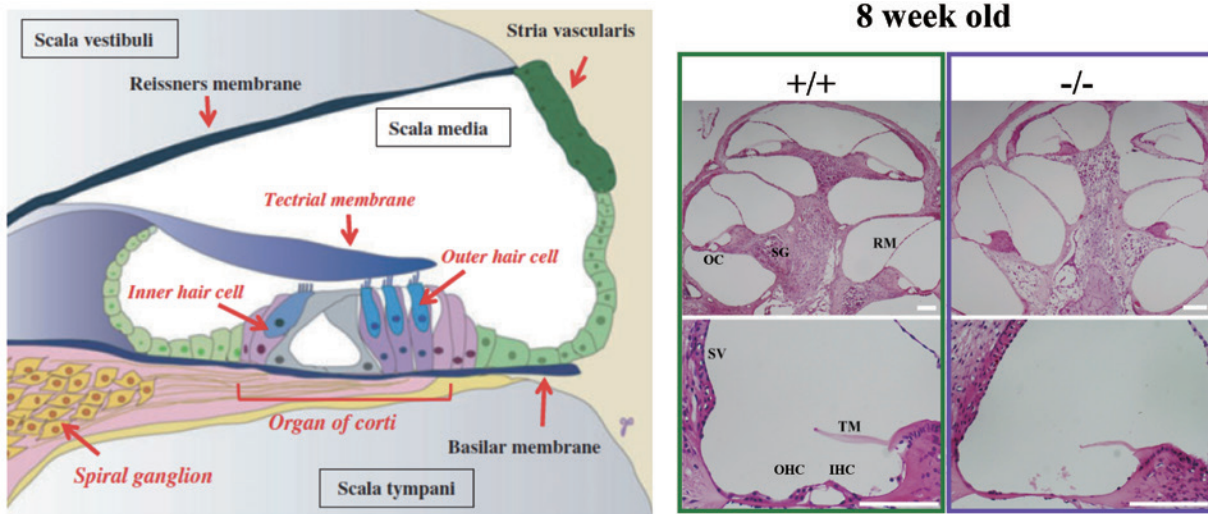 Scala vestibuli
Reissners membrane
Stria vascularis
Scala media
Tectrial membrane
Outer hair cell
Inner hair cell
Organ of corti
Basilar membrane
Spiral ganglion
Scala tympani
8 week old
+/+
-/-
OC
SG
RM
SV
TM
OHC
IHC